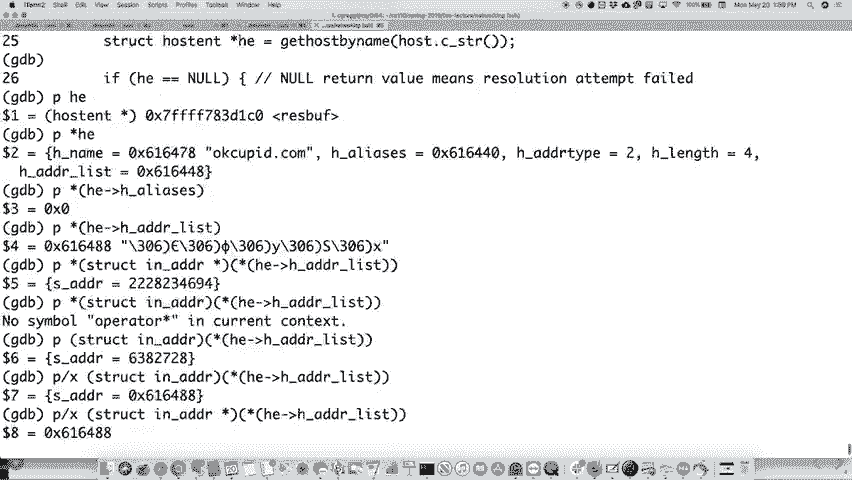 iTerm2 Shell Edit View Session Scripts Profiles Toolbelt Window Help
100%
Mon May 20 1:59 PM
25 struct hostent *he = gethostbyname(host.c_str());
(gdb)
26 if (he == NULL) { // NULL return value means resolution attempt failed
(gdb) p he
$1 = (hostent *) 0x7ffff783d1c0 <resbuf>
(gdb) p *he
$2 = {h_name = 0x616478 "okcupid.com", h_aliases = 0x616440, h_addrtype = 2, h_length = 4,
h_addr_list = 0x616448}
(gdb) p *(he->h_aliases)
$3 = 0x0
(gdb) p *(he->h_addr_list)
$4 = 0x616488 "\306)Є\306)ф\306)y\306)S\306)x"
(gdb) p *(struct in_addr *)(*(he->h_addr_list))
$5 = {s_addr = 2228234694}
(gdb) p *(struct in_addr)(*(he->h_addr_list))
No symbol "operator*" in current context.
(gdb) p (struct in_addr)(*(he->h_addr_list))
$6 = {s_addr = 6382728}
(gdb) p/x (struct in_addr)(*(he->h_addr_list))
$7 = {s_addr = 0x616488}
(gdb) p/x (struct in_addr *)(*(he->h_addr_list))
$8 = 0x616488